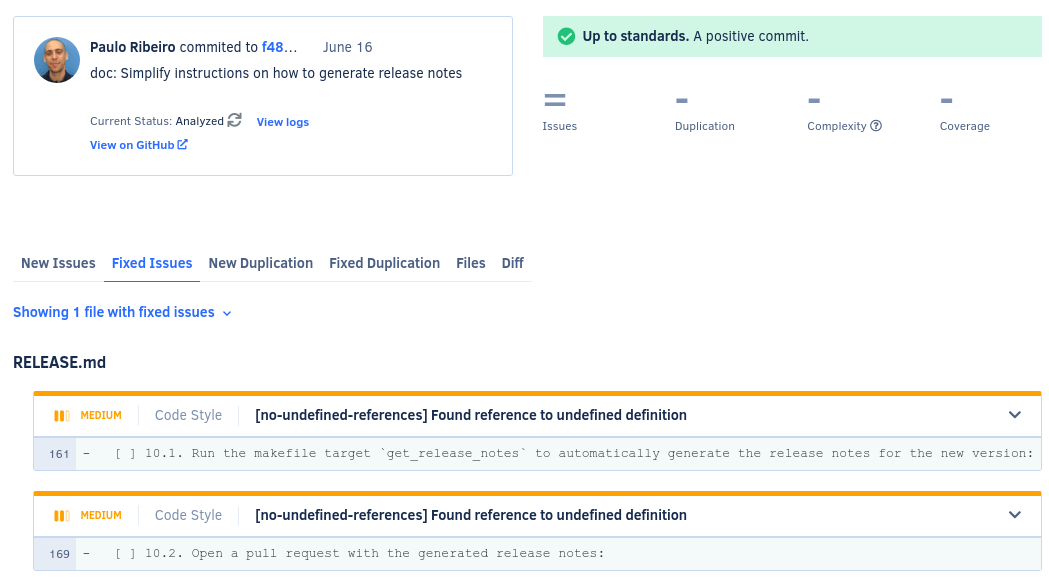 Paulo Ribeiro commited to f48... June 16
doc: Simplify instructions on how to generate release notes
Current Status: Analyzed View logs
View on GitHub
Up to standards. A positive commit.
= - - -
Issues Duplication Complexity Coverage
New Issues Fixed Issues New Duplication Fixed Duplication Files Diff
Showing 1 file with fixed issues
RELEASE.md
MEDIUM Code Style [no-undefined-references] Found reference to undefined definition
161 - [ ] 10.1. Run the makefile target `get_release_notes` to automatically generate the release notes for the new version:
MEDIUM Code Style [no-undefined-references] Found reference to undefined definition
169 - [ ] 10.2. Open a pull request with the generated release notes: